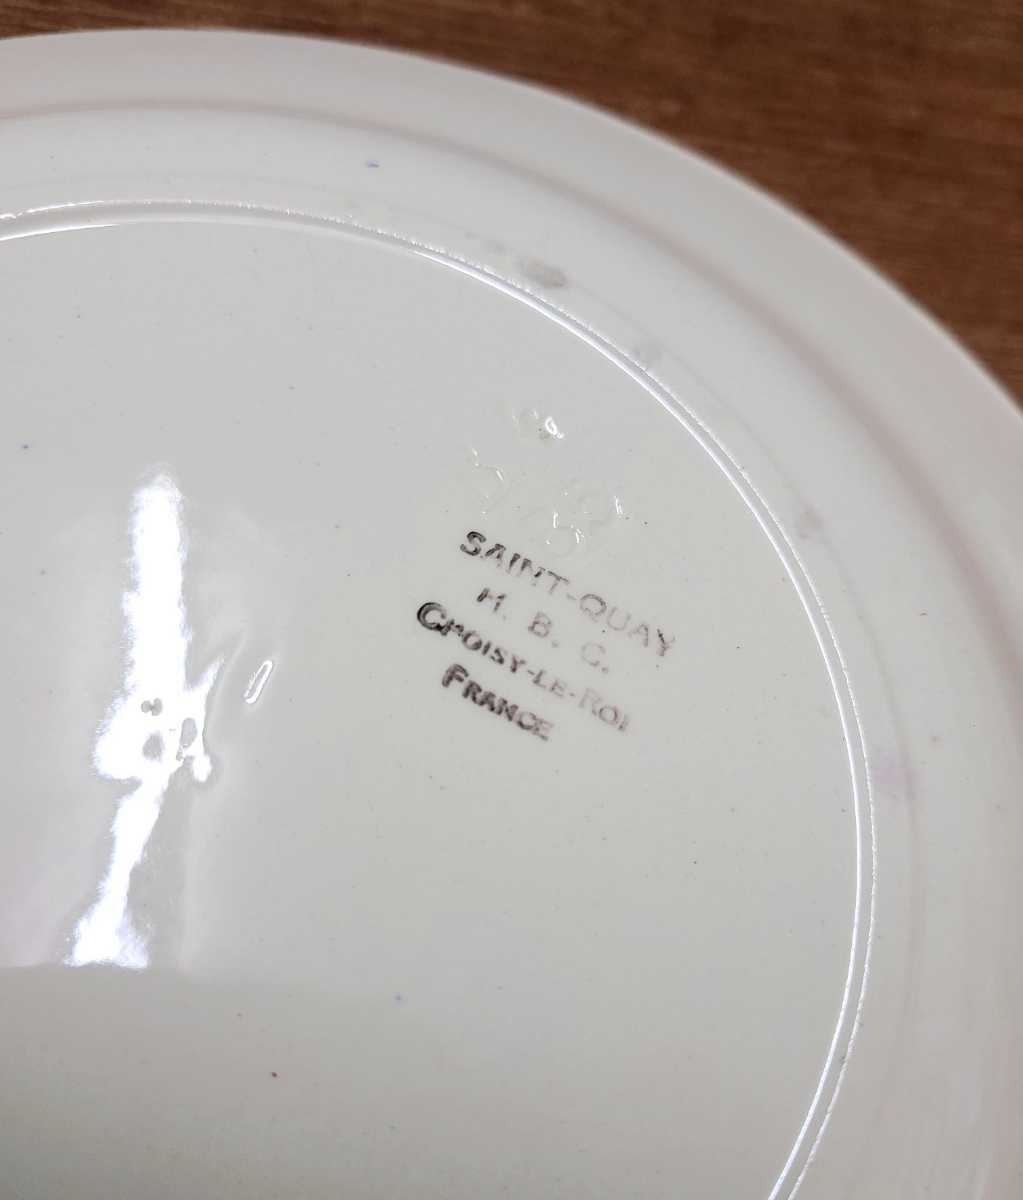 SAINT-QUAY
H. B. C.
CHOISY-LE-ROI
FRANCE